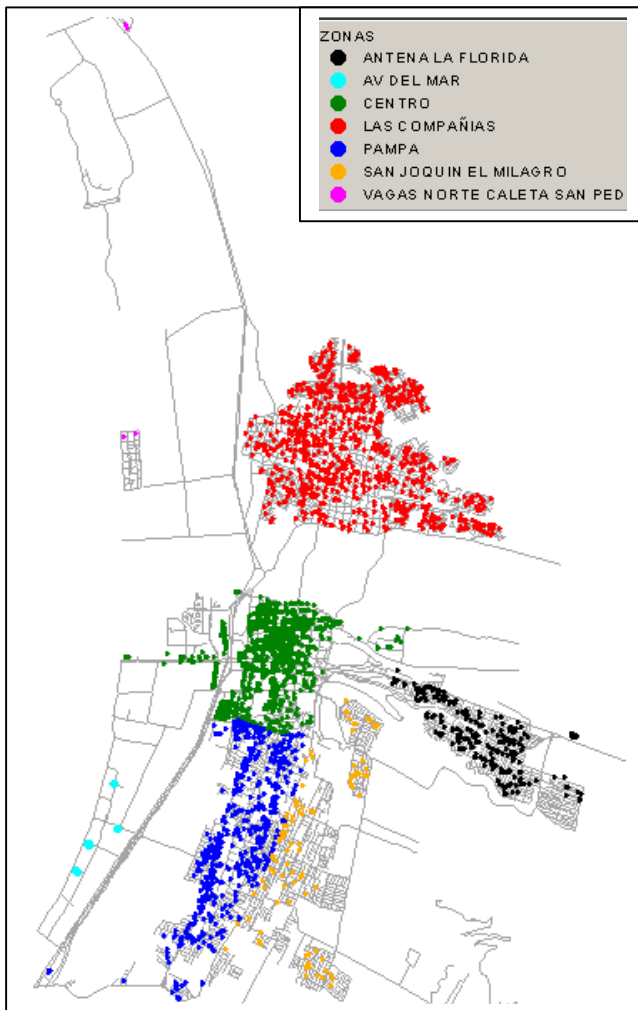 ZONAS
ANTENA LA FLORIDA
AV DEL MAR
CENTRO
LAS COMPAÑIAS
PAMPA
SAN JOQUIN EL MILAGRO
VAGAS NORTE CALETA SAN PED